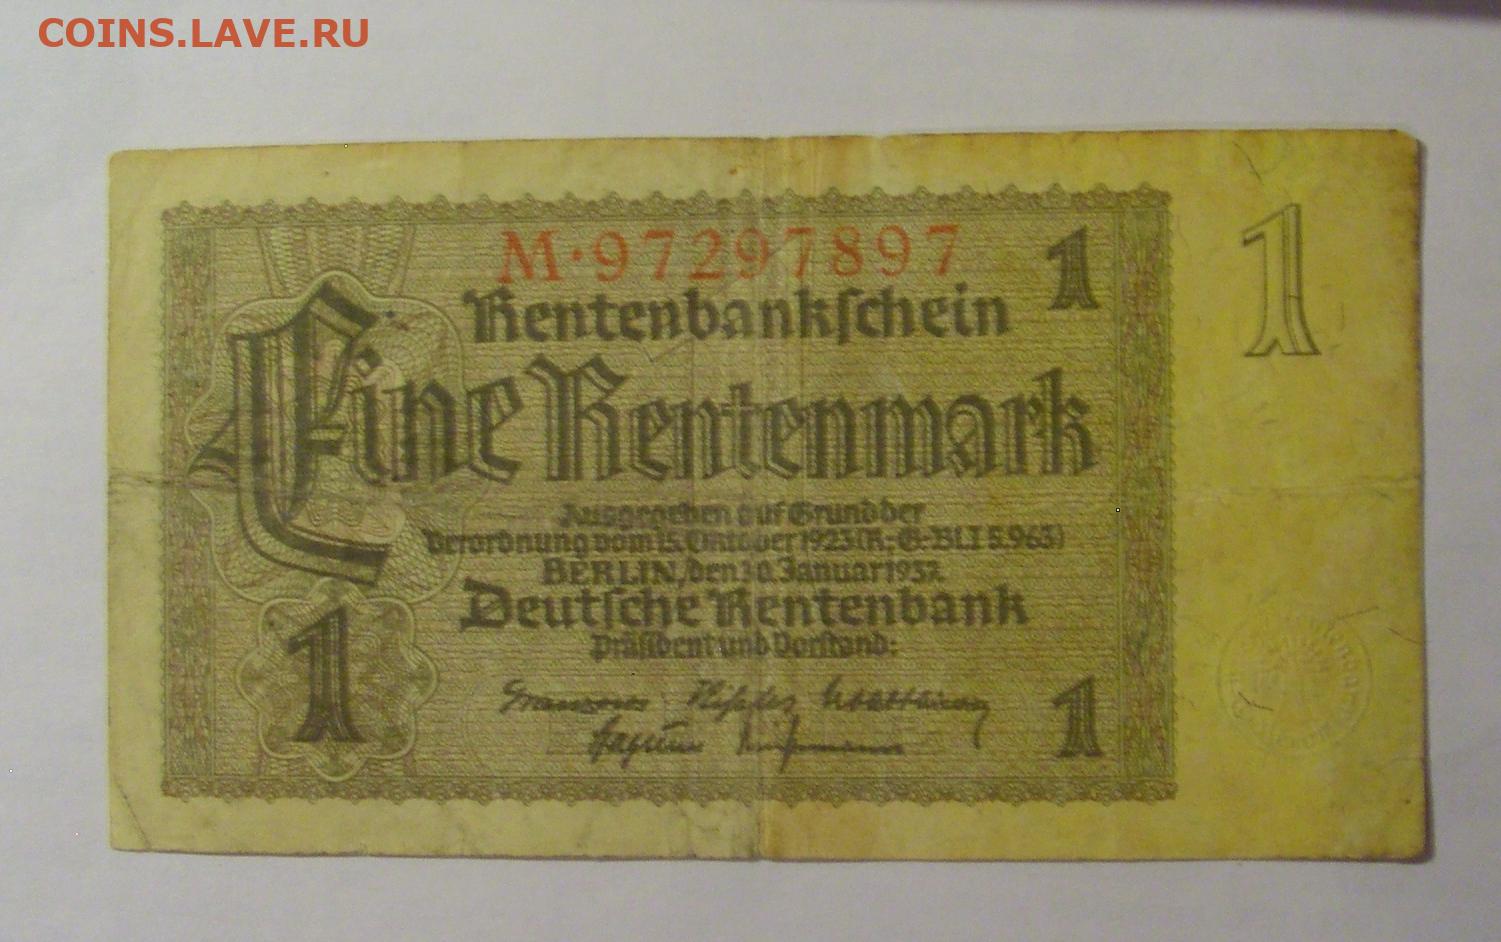 COINS.LAVE.RU
M·97297897
1
1
Rentenbankschein
Eine Rentenmark
Ausgegeben auf Grund der
Verordnung vom 15. Oktober 1923 (R.-G.-Bl. I S. 963)
BERLIN, den 30. Januar 1937.
Deutsche Rentenbank
Präsident und Vorstand:
1
1